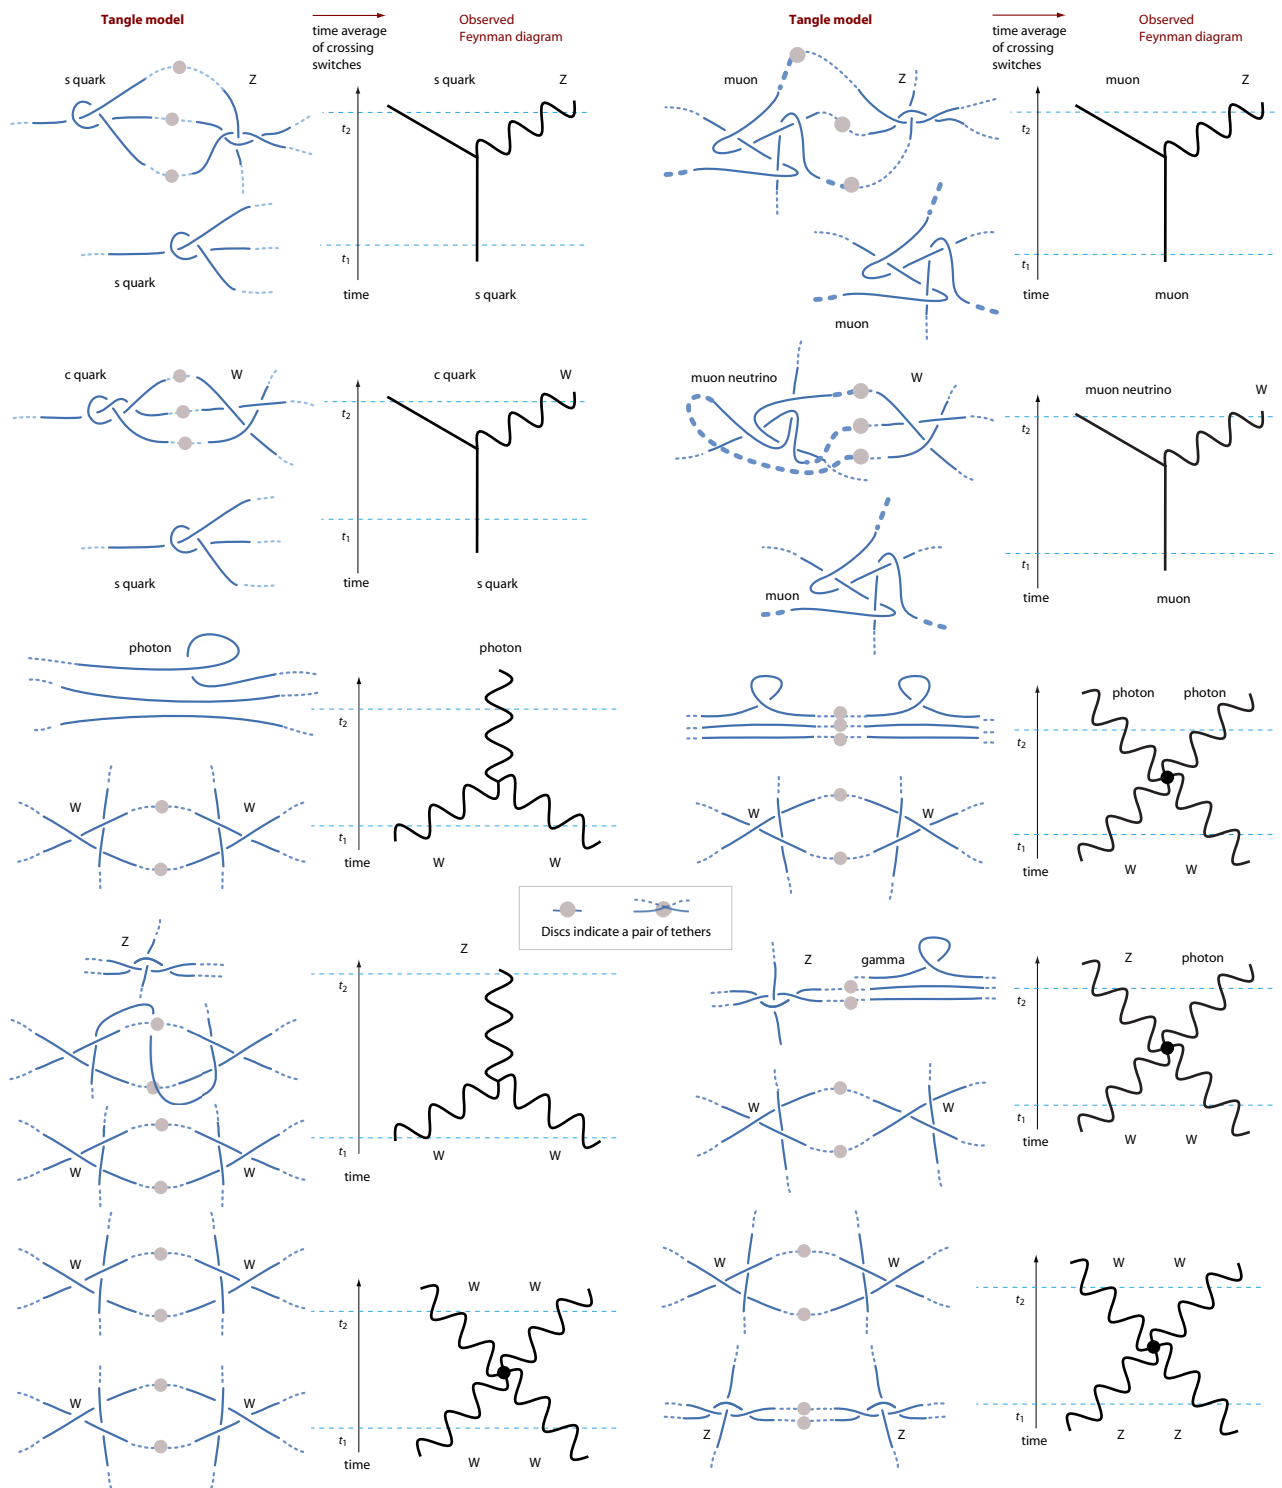 Tangle model
time average
of crossing
switches
Observed
Feynman diagram
s quark
Z
t2
s quark
Z
s quark
t1
time
s quark
c quark
W
t2
c quark
W
s quark
t1
time
s quark
photon
photon
t2
W
W
t1
time
W
W
Z
Z
t2
W
W
t1
time
W
W
W
W
W
W
t2
W
W
t1
time
W
W
Discs indicate a pair of tethers
Tangle model
time average
of crossing
switches
Observed
Feynman diagram
muon
Z
muon
Z
t2
muon
t1
time
muon
muon neutrino
W
muon neutrino
W
t2
muon
t1
time
muon
photon
photon
t2
W
W
t1
time
W
W
Z
gamma
Z
photon
t2
W
W
t1
time
W
W
W
W
W
W
t2
Z
Z
t1
time
Z
Z